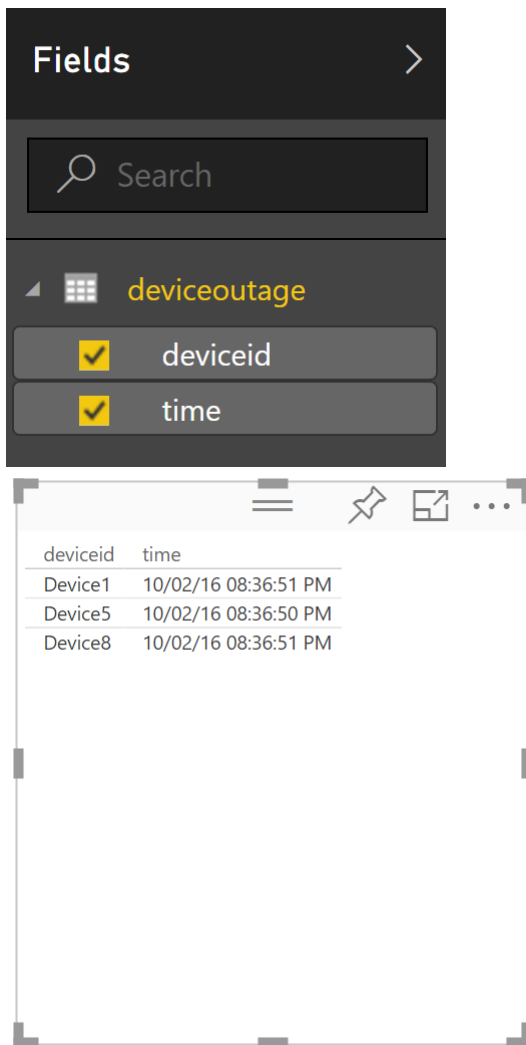 Fields
Search
deviceoutage
deviceid
time
deviceid time
Device1 10/02/16 08:36:51 PM
Device5 10/02/16 08:36:50 PM
Device8 10/02/16 08:36:51 PM